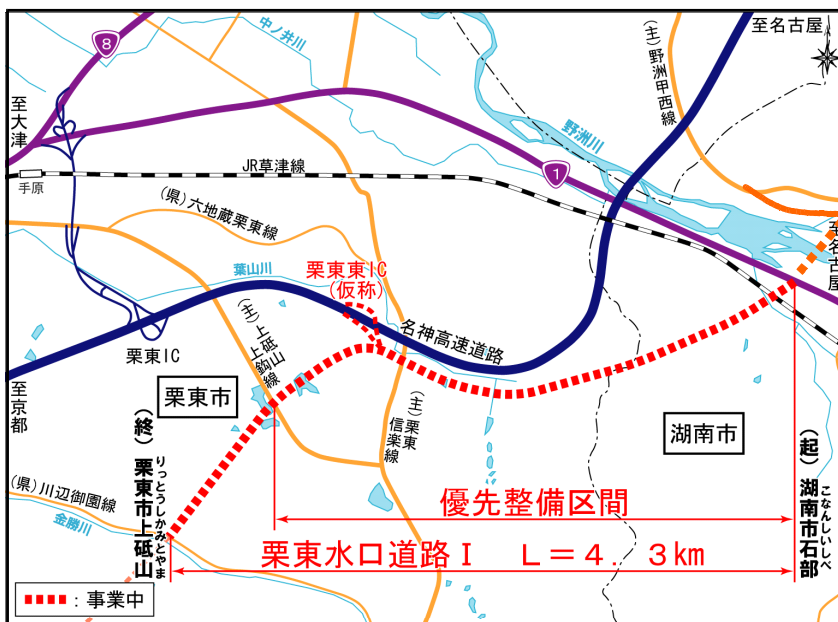 8
中ノ井川
至名古屋
(主)野洲甲西線
至大津
野洲川
JR草津線
1
手原
(県)六地蔵栗東線
至名古屋
葉山川
栗東東IC
(仮称)
名神高速道路
栗東IC
(主)上砥山
上鈎線
至京都
栗東市
(主)栗東
信楽線
湖南市
(終)栗東市上砥山
りっとうしかみとやま
(起)湖南市石部
こなんしいしべ
(県)川辺御園線
金勝川
優先整備区間
栗東水口道路Ⅰ L=4.3km
:事業中